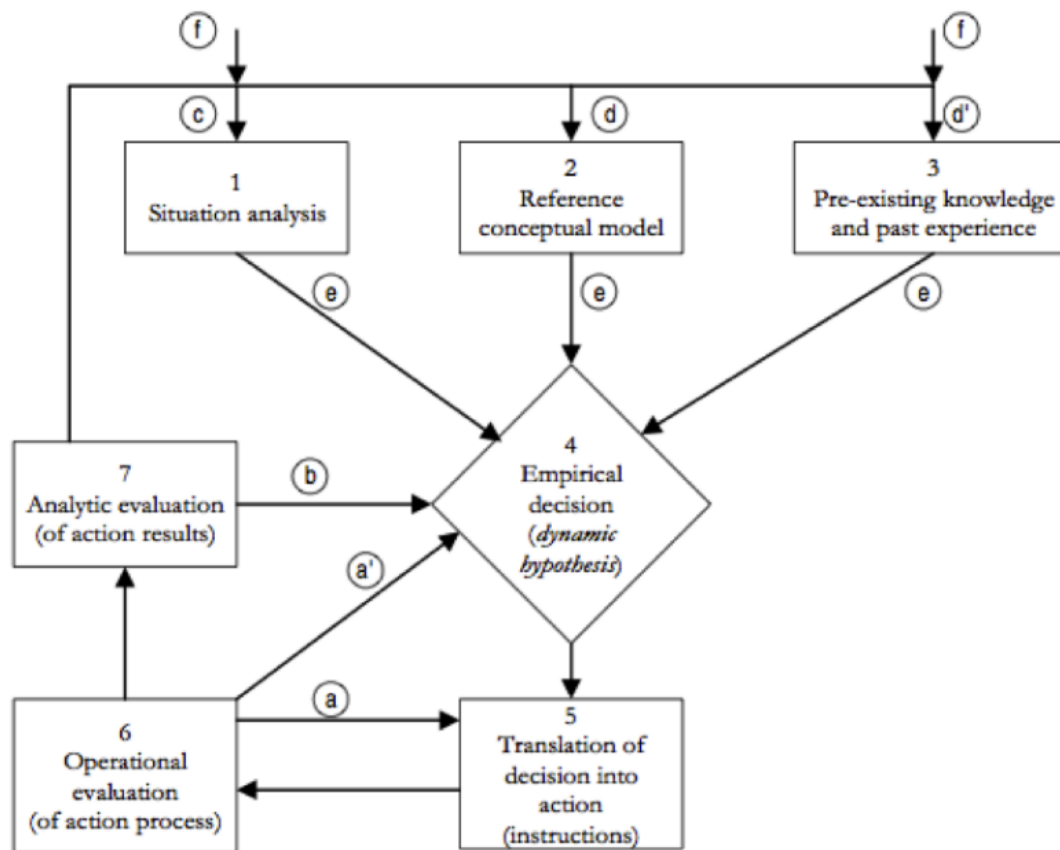 f
f
c
d
d'
1
Situation analysis
2
Reference
conceptual model
3
Pre-existing knowledge
and past experience
e
e
e
7
Analytic evaluation
(of action results)
b
4
Empirical
decision
(dynamic
hypothesis)
a'
6
Operational
evaluation
(of action process)
a
5
Translation of
decision into
action
(instructions)